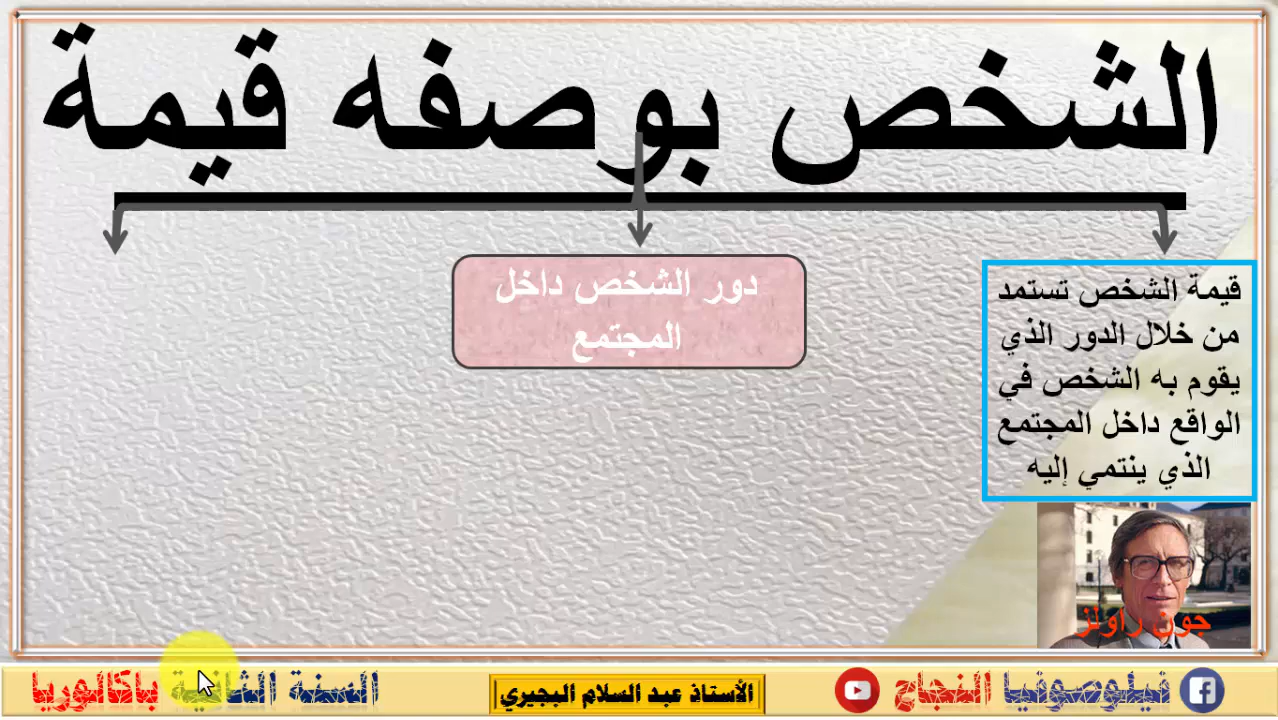 الشخص بوصفه قيمة
قيمة الشخص تستمد
من خلال الدور الذي
يقوم به الشخص في
الواقع داخل المجتمع
الذي ينتمي إليه
جون راولز
دور الشخص داخل
المجتمع
فيلوصوفيا النجاح
الأستاذ عبد السلام البجيري
السنة الثانية باكالوريا